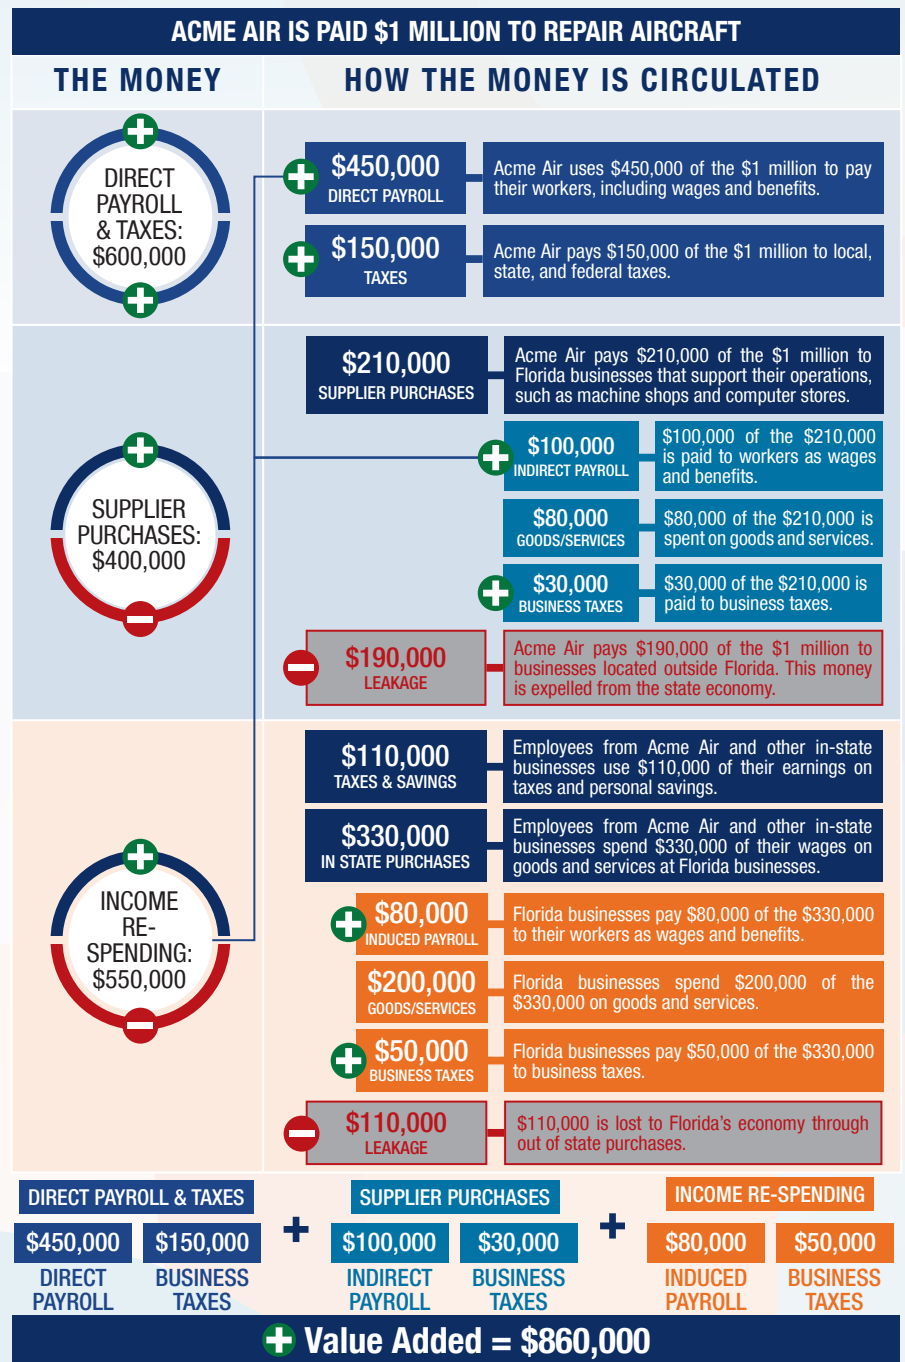 ACME AIR IS PAID $1 MILLION TO REPAIR AIRCRAFT
THE MONEY
HOW THE MONEY IS CIRCULATED
DIRECT
PAYROLL
& TAXES:
$600,000
$450,000
DIRECT PAYROLL
Acme Air uses $450,000 of the $1 million to pay
their workers, including wages and benefits.
$150,000
TAXES
Acme Air pays $150,000 of the $1 million to local,
state, and federal taxes.
SUPPLIER
PURCHASES:
$400,000
$210,000
SUPPLIER PURCHASES
Acme Air pays $210,000 of the $1 million to
Florida businesses that support their operations,
such as machine shops and computer stores.
$100,000
INDIRECT PAYROLL
$100,000 of the $210,000
is paid to workers as wages
and benefits.
$80,000
GOODS/SERVICES
$80,000 of the $210,000 is
spent on goods and services.
$30,000
BUSINESS TAXES
$30,000 of the $210,000 is
paid to business taxes.
$190,000
LEAKAGE
Acme Air pays $190,000 of the $1 million to
businesses located outside Florida. This money
is expelled from the state economy.
INCOME
RE-
SPENDING:
$550,000
$110,000
TAXES & SAVINGS
Employees from Acme Air and other in-state
businesses use $110,000 of their earnings on
taxes and personal savings.
$330,000
IN STATE PURCHASES
Employees from Acme Air and other in-state
businesses spend $330,000 of their wages on
goods and services at Florida businesses.
$80,000
INDUCED PAYROLL
Florida businesses pay $80,000 of the $330,000
to their workers as wages and benefits.
$200,000
GOODS/SERVICES
Florida businesses spend $200,000 of the
$330,000 on goods and services.
$50,000
BUSINESS TAXES
Florida businesses pay $50,000 of the $330,000
to business taxes.
$110,000
LEAKAGE
$110,000 is lost to Florida's economy through
out of state purchases.
DIRECT PAYROLL & TAXES
$450,000
DIRECT
PAYROLL
$150,000
BUSINESS
TAXES
+
SUPPLIER PURCHASES
$100,000
INDIRECT
PAYROLL
$30,000
BUSINESS
TAXES
+
INCOME RE-SPENDING
$80,000
INDUCED
PAYROLL
$50,000
BUSINESS
TAXES
+ Value Added = $860,000